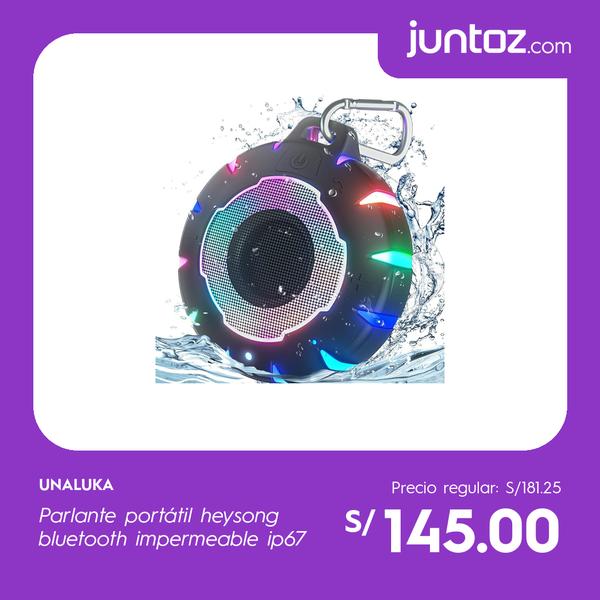 juntoz.com
UNALUKA
Parlante portátil heysong
bluetooth impermeable ip67
Precio regular: S/181.25
S/ 145.00